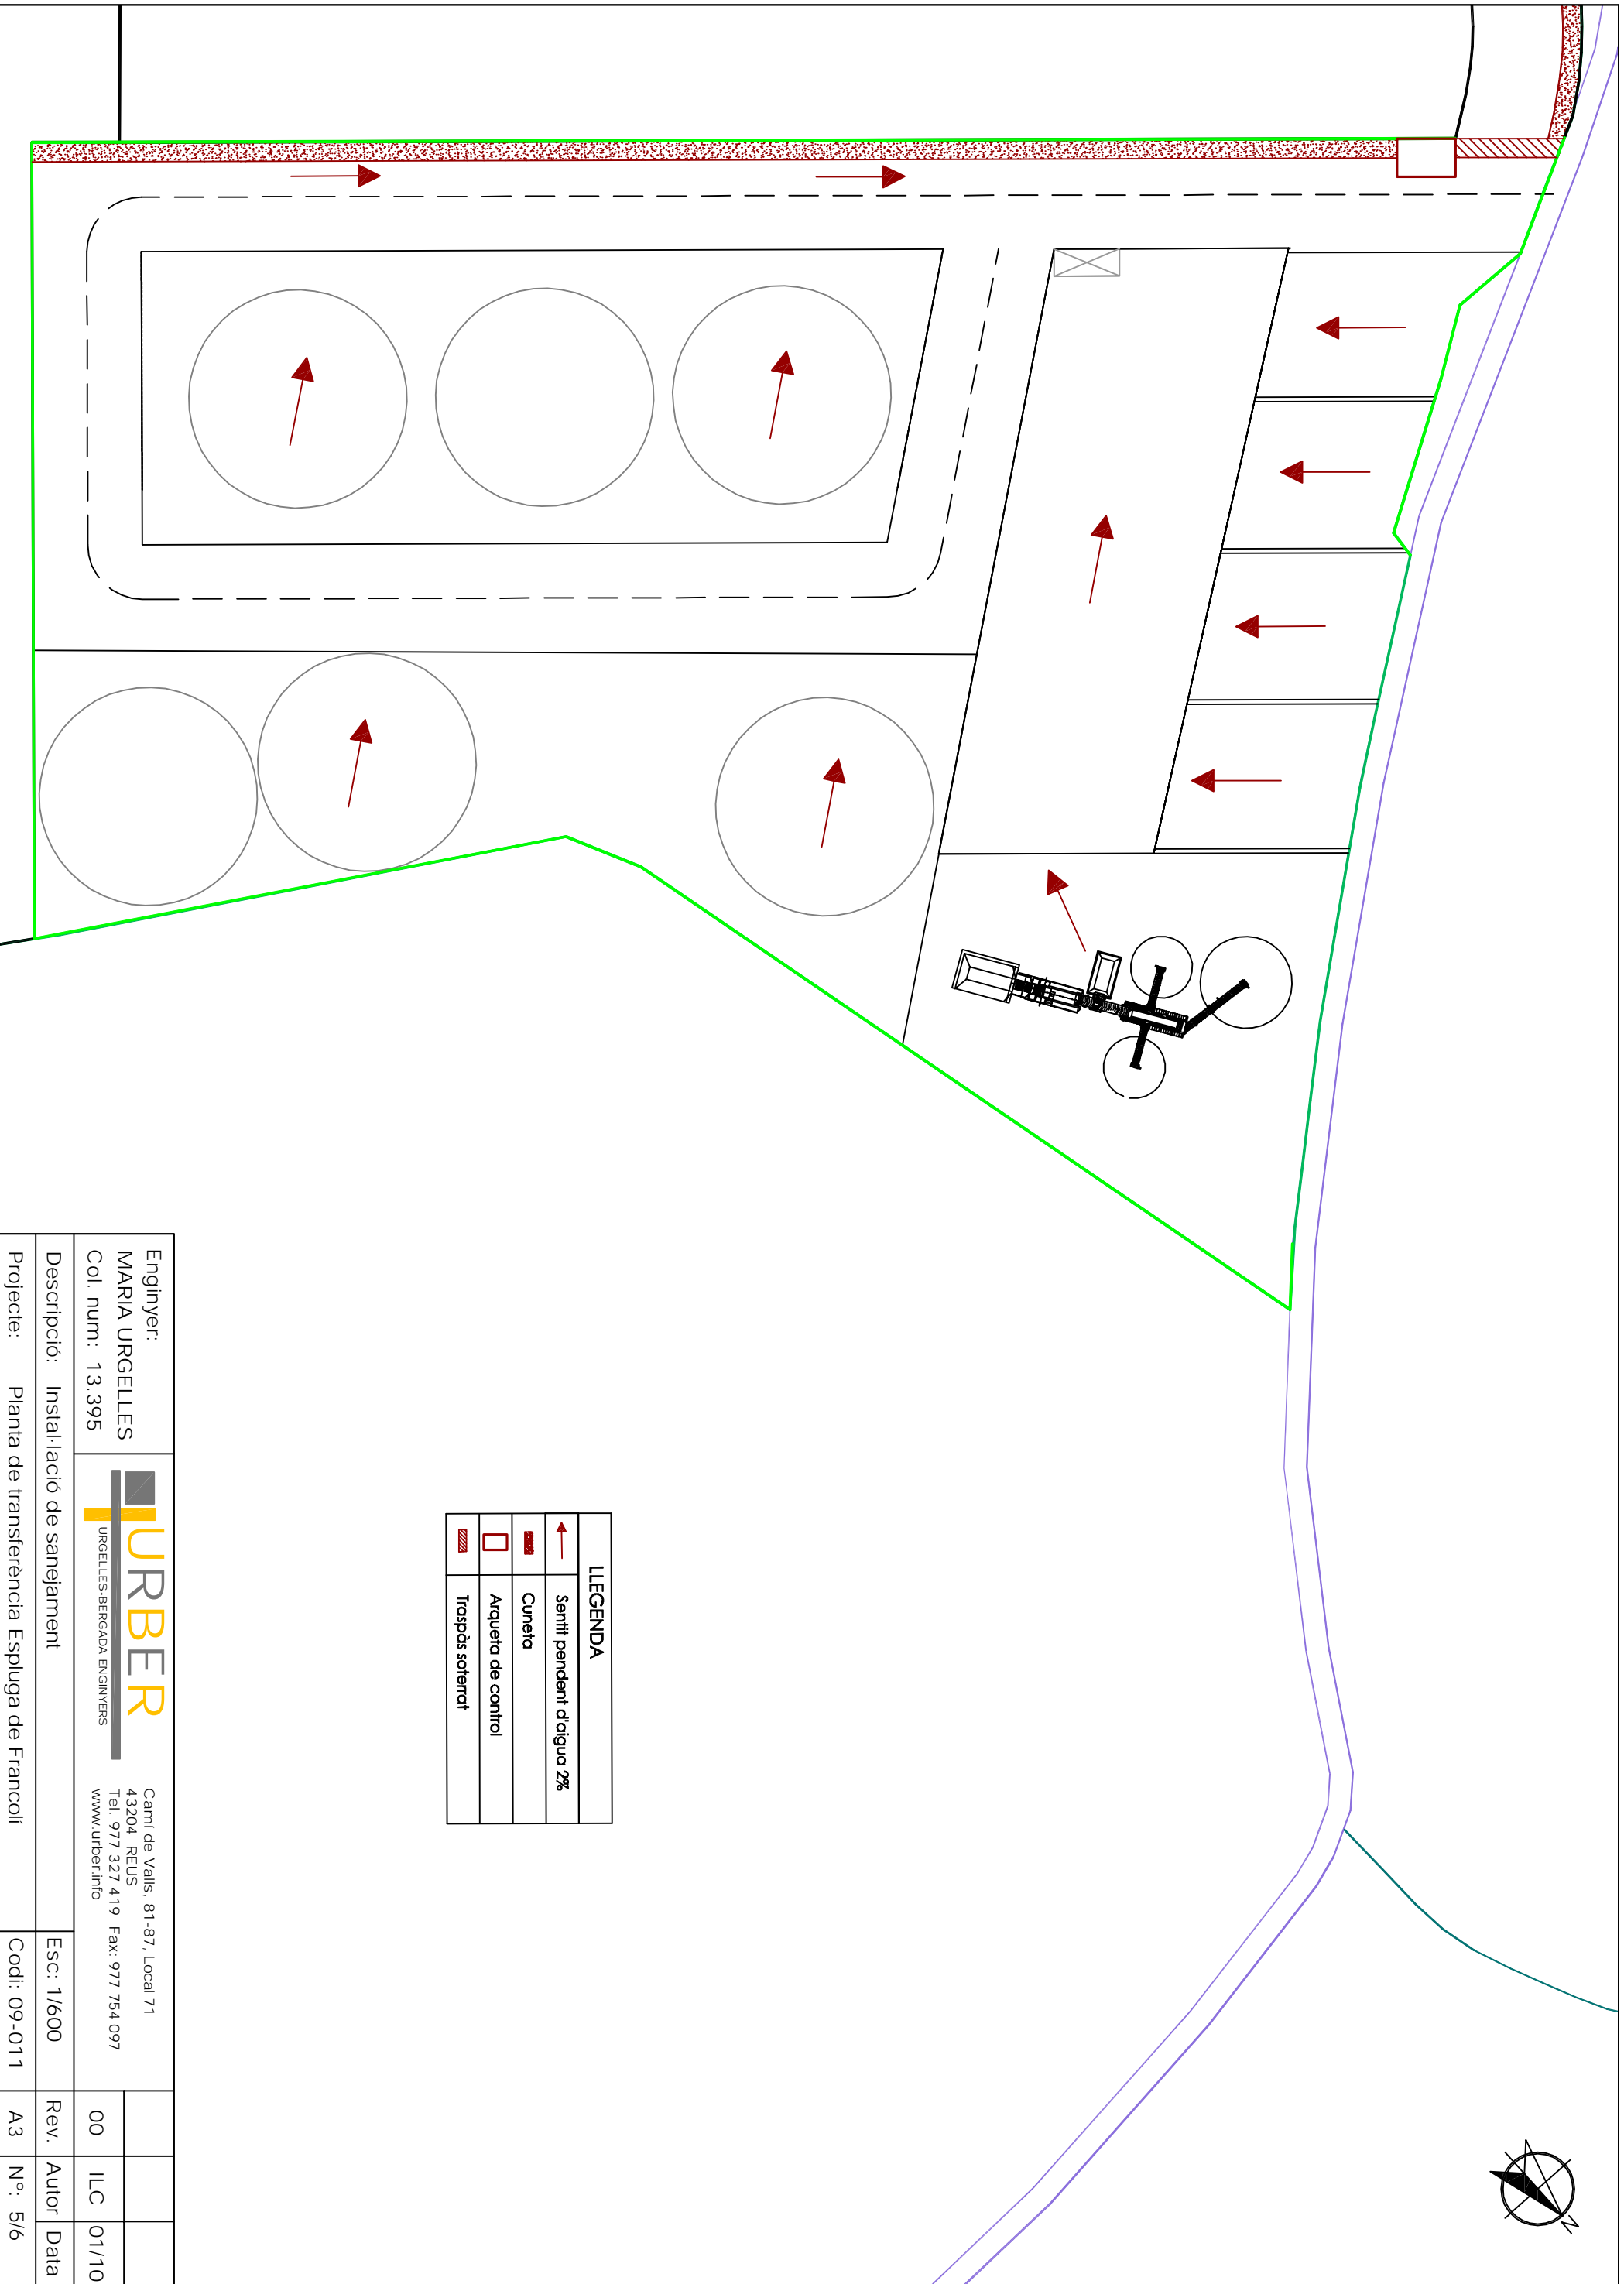 LLEGENDA
Sentit pendent d'aigua 2%
Cuneta
Arqueta de control
Traspàs soterrat
N
Enginyer:
MARIA URGELLES
Col. num: 13.395
URBER
URGELLES-BERGADA ENGINYERS
Camí de Valls, 81-87, Local 71
43204 REUS
Tel. 977 327 419 Fax: 977 754 097
www.urber.info
00 ILC 01/10
Descripció: Instal·lació de sanejament
Esc: 1/600
Rev. Autor Data
Projecte: Planta de transferència Espluga de Francolí
Codi: 09-011
A3 Nº: 5/6